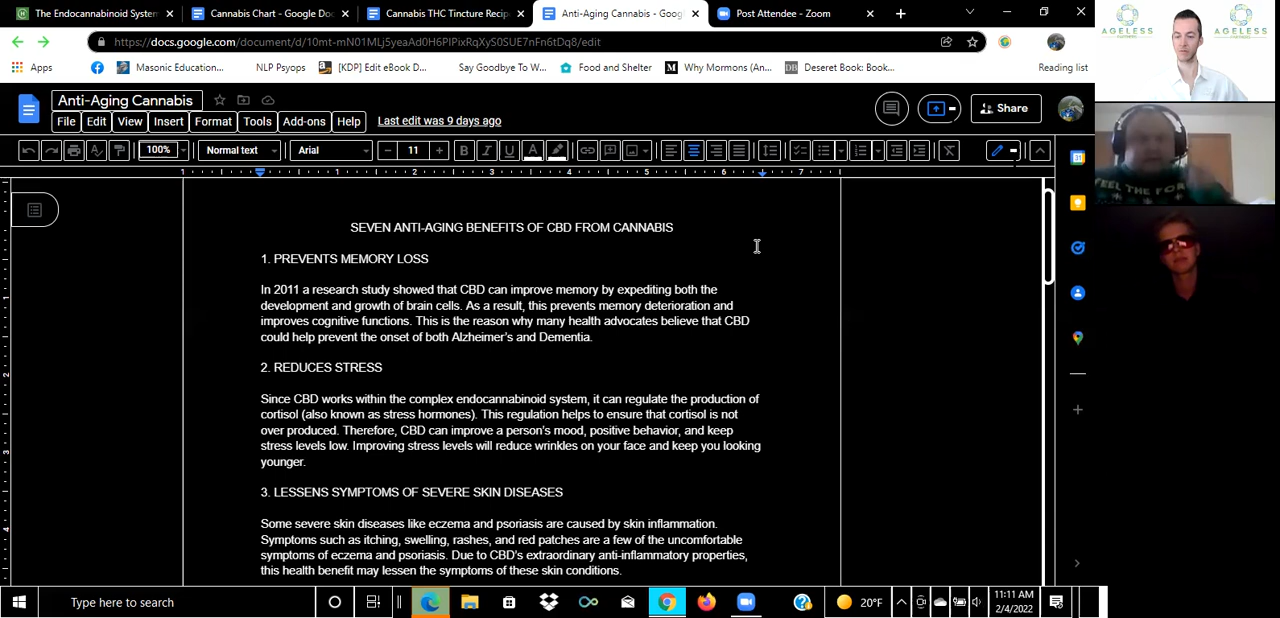 The Endocannabinoid System
Cannabis Chart - Google Doc
Cannabis THC Tincture Recip
Anti-Aging Cannabis - Goog
Post Attendee - Zoom
https://docs.google.com/document/d/10mt-mN01MLj5yeaAd0H6PIPixRqXyS0SUE7nFn6tDq8/edit
Apps
Masonic Education...
NLP Psyops
[KDP] Edit eBook D...
Say Goodbye To W...
Food and Shelter
Why Mormons (An...
Deseret Book: Book...
Reading list
AGELESS
AGELESS
Anti-Aging Cannabis
File Edit View Insert Format Tools Add-ons Help Last edit was 9 days ago
Share
100% Normal text Arial 11
SEVEN ANTI-AGING BENEFITS OF CBD FROM CANNABIS
1. PREVENTS MEMORY LOSS
In 2011 a research study showed that CBD can improve memory by expediting both the
development and growth of brain cells. As a result, this prevents memory deterioration and
improves cognitive functions. This is the reason why many health advocates believe that CBD
could help prevent the onset of both Alzheimer's and Dementia.
2. REDUCES STRESS
Since CBD works within the complex endocannabinoid system, it can regulate the production of
cortisol (also known as stress hormones). This regulation helps to ensure that cortisol is not
over produced. Therefore, CBD can improve a person's mood, positive behavior, and keep
stress levels low. Improving stress levels will reduce wrinkles on your face and keep you looking
younger.
3. LESSENS SYMPTOMS OF SEVERE SKIN DISEASES
Some severe skin diseases like eczema and psoriasis are caused by skin inflammation.
Symptoms such as itching, swelling, rashes, and red patches are a few of the uncomfortable
symptoms of eczema and psoriasis. Due to CBD's extraordinary anti-inflammatory properties,
this health benefit may lessen the symptoms of these skin conditions.
FEEL THE FOR
Type here to search
20°F
11:11 AM
2/4/2022